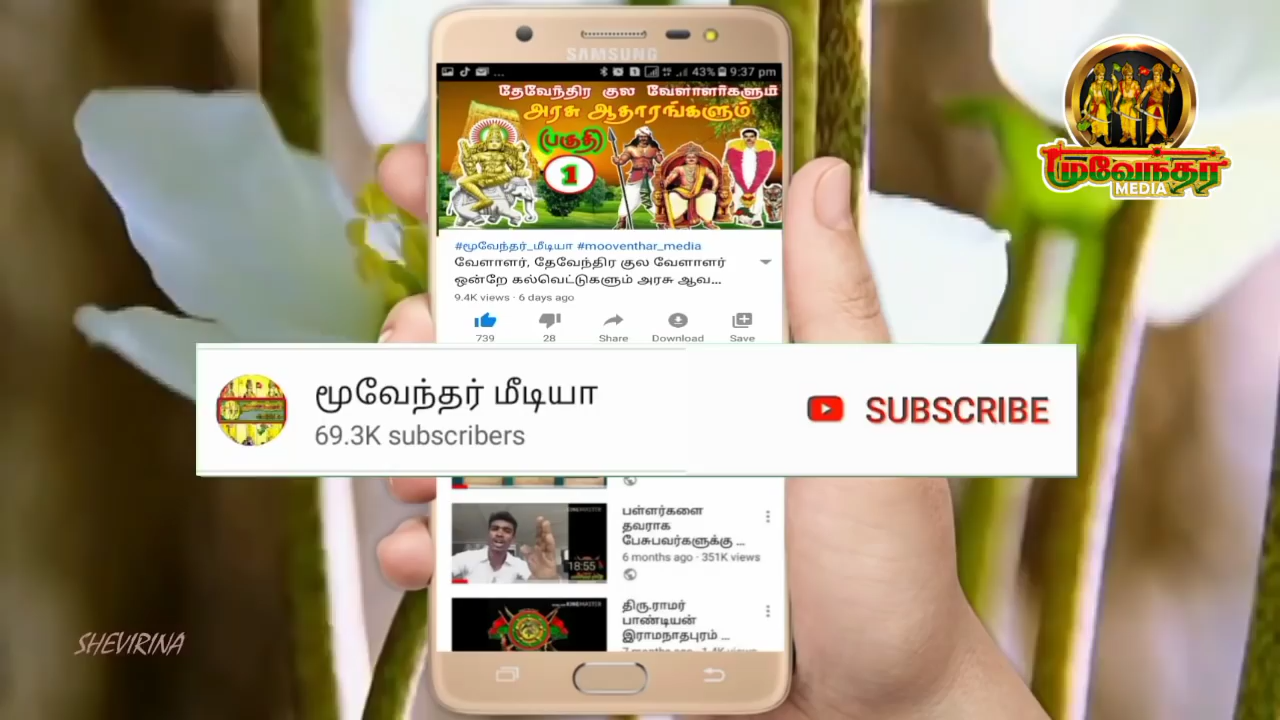 SAMSUNG
... 43% 9:37 pm
தேவேந்திர குல வேளாளர்களும்
அரசு ஆதாரங்களும்
(பகுதி)
1
மூவேந்தர்
MEDIA
#மூவேந்தர்_மீடியா #mooventhar_media
வேளாளர், தேவேந்திர குல வேளாளர்
ஒன்றே கல்வெட்டுகளும் அரசு ஆவ...
9.4K views · 6 days ago
739 28 Share Download Save
மூவேந்தர் மீடியா
69.3K subscribers
SUBSCRIBE
பள்ளர்களை
தவராக
பேசுபவர்களுக்கு ...
6 months ago · 351K views
18:55
KINEMASTER
திரு.ராமர்
பாண்டியன்
இராமநாதபுரம் ...
SHEVIRINA